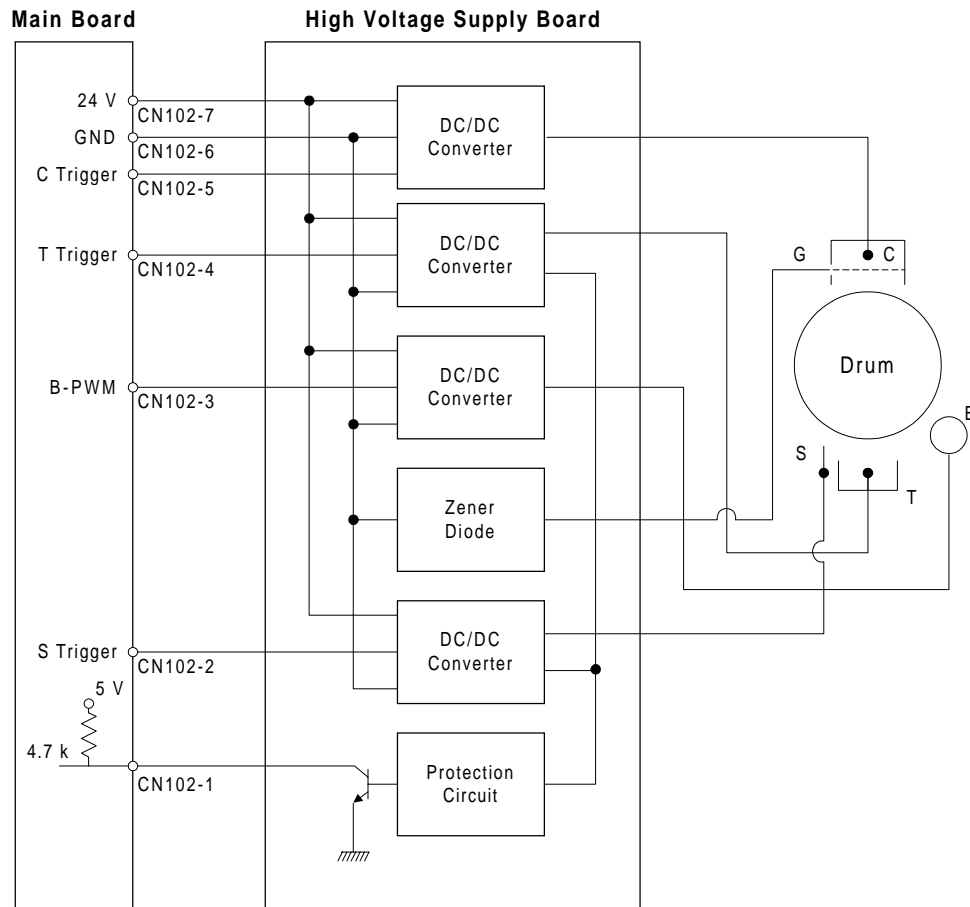 Main Board
High Voltage Supply Board
24 V
CN102-7
GND
CN102-6
C Trigger
CN102-5
DC/DC
Converter
T Trigger
CN102-4
DC/DC
Converter
G
C
Drum
B-PWM
CN102-3
DC/DC
Converter
S
T
Zener
Diode
S Trigger
CN102-2
DC/DC
Converter
5 V
4.7 k
CN102-1
Protection
Circuit